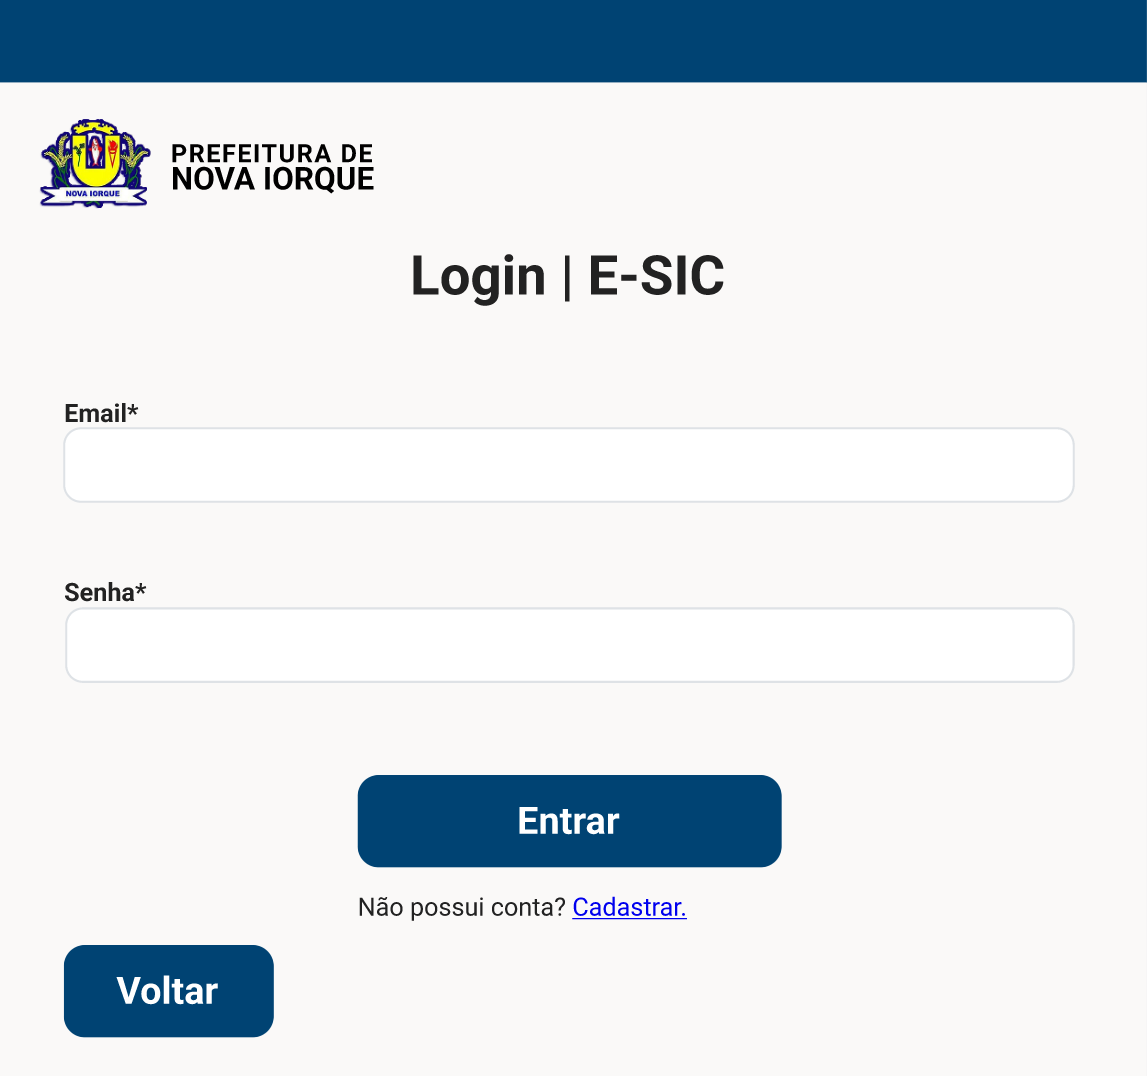 PREFEITURA DE
NOVA IORQUE
NOVA IORQUE
Login | E-SIC
Email*
Senha*
Entrar
Não possui conta? Cadastrar.
Voltar